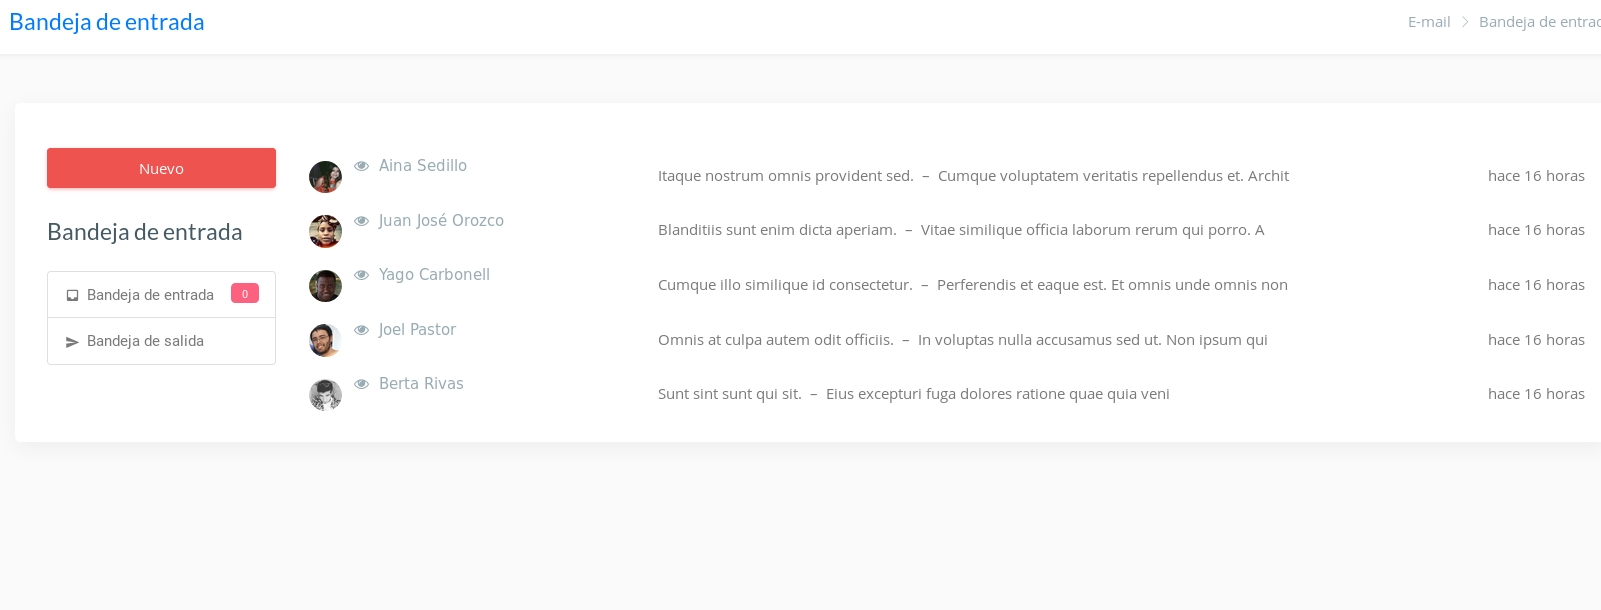 Bandeja de entrada
E-mail
Bandeja de entrad
Nuevo
Bandeja de entrada
Bandeja de entrada 0
Bandeja de salida
Aina Sedillo Itaque nostrum omnis provident sed. – Cumque voluptatem veritatis repellendus et. Archit hace 16 horas
Juan José Orozco Blanditiis sunt enim dicta aperiam. – Vitae similique officia laborum rerum qui porro. A hace 16 horas
Yago Carbonell Cumque illo similique id consectetur. – Perferendis et eaque est. Et omnis unde omnis non hace 16 horas
Joel Pastor Omnis at culpa autem odit officiis. – In voluptas nulla accusamus sed ut. Non ipsum qui hace 16 horas
Berta Rivas Sunt sint sunt qui sit. – Eius excepturi fuga dolores ratione quae quia veni hace 16 horas